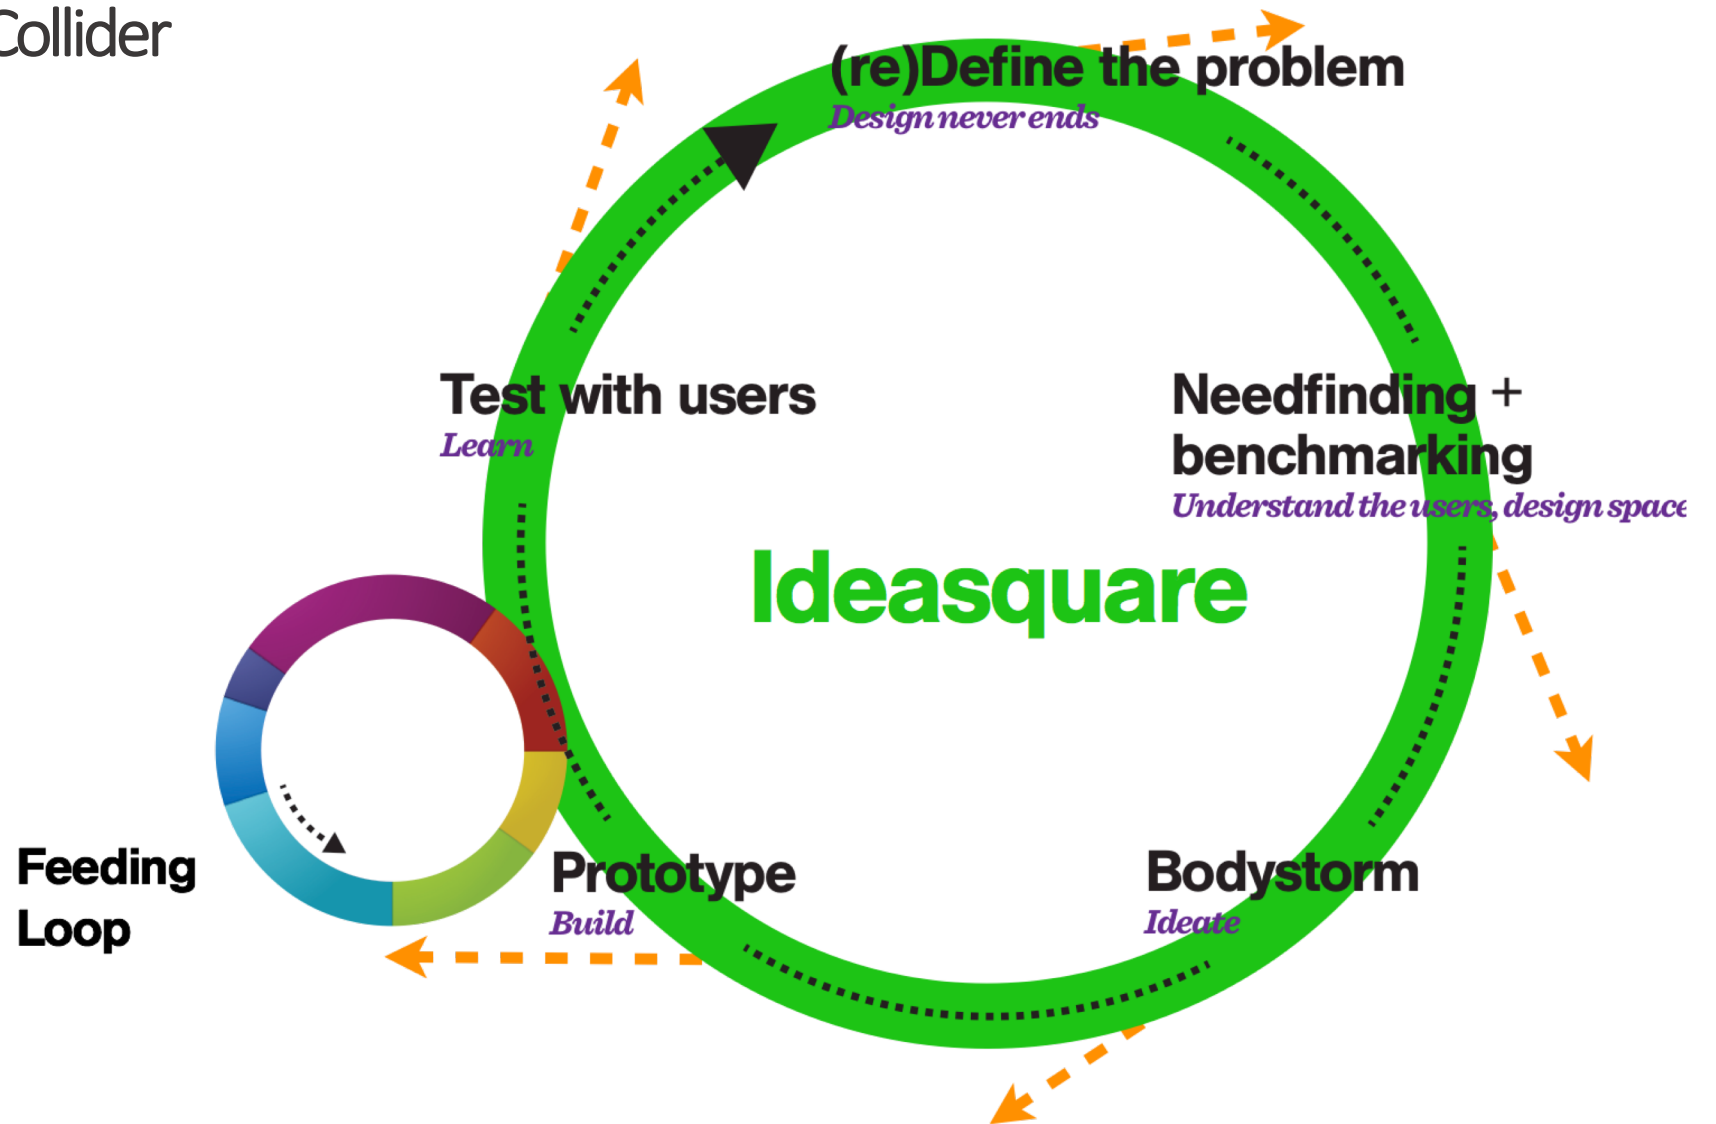 Collider
(re)Define the problem
Design never ends
Test with users
Learn
Needfinding +
benchmarking
Understand the users, design space
Ideasquare
Feeding
Loop
Prototype
Build
Bodystorm
Ideate